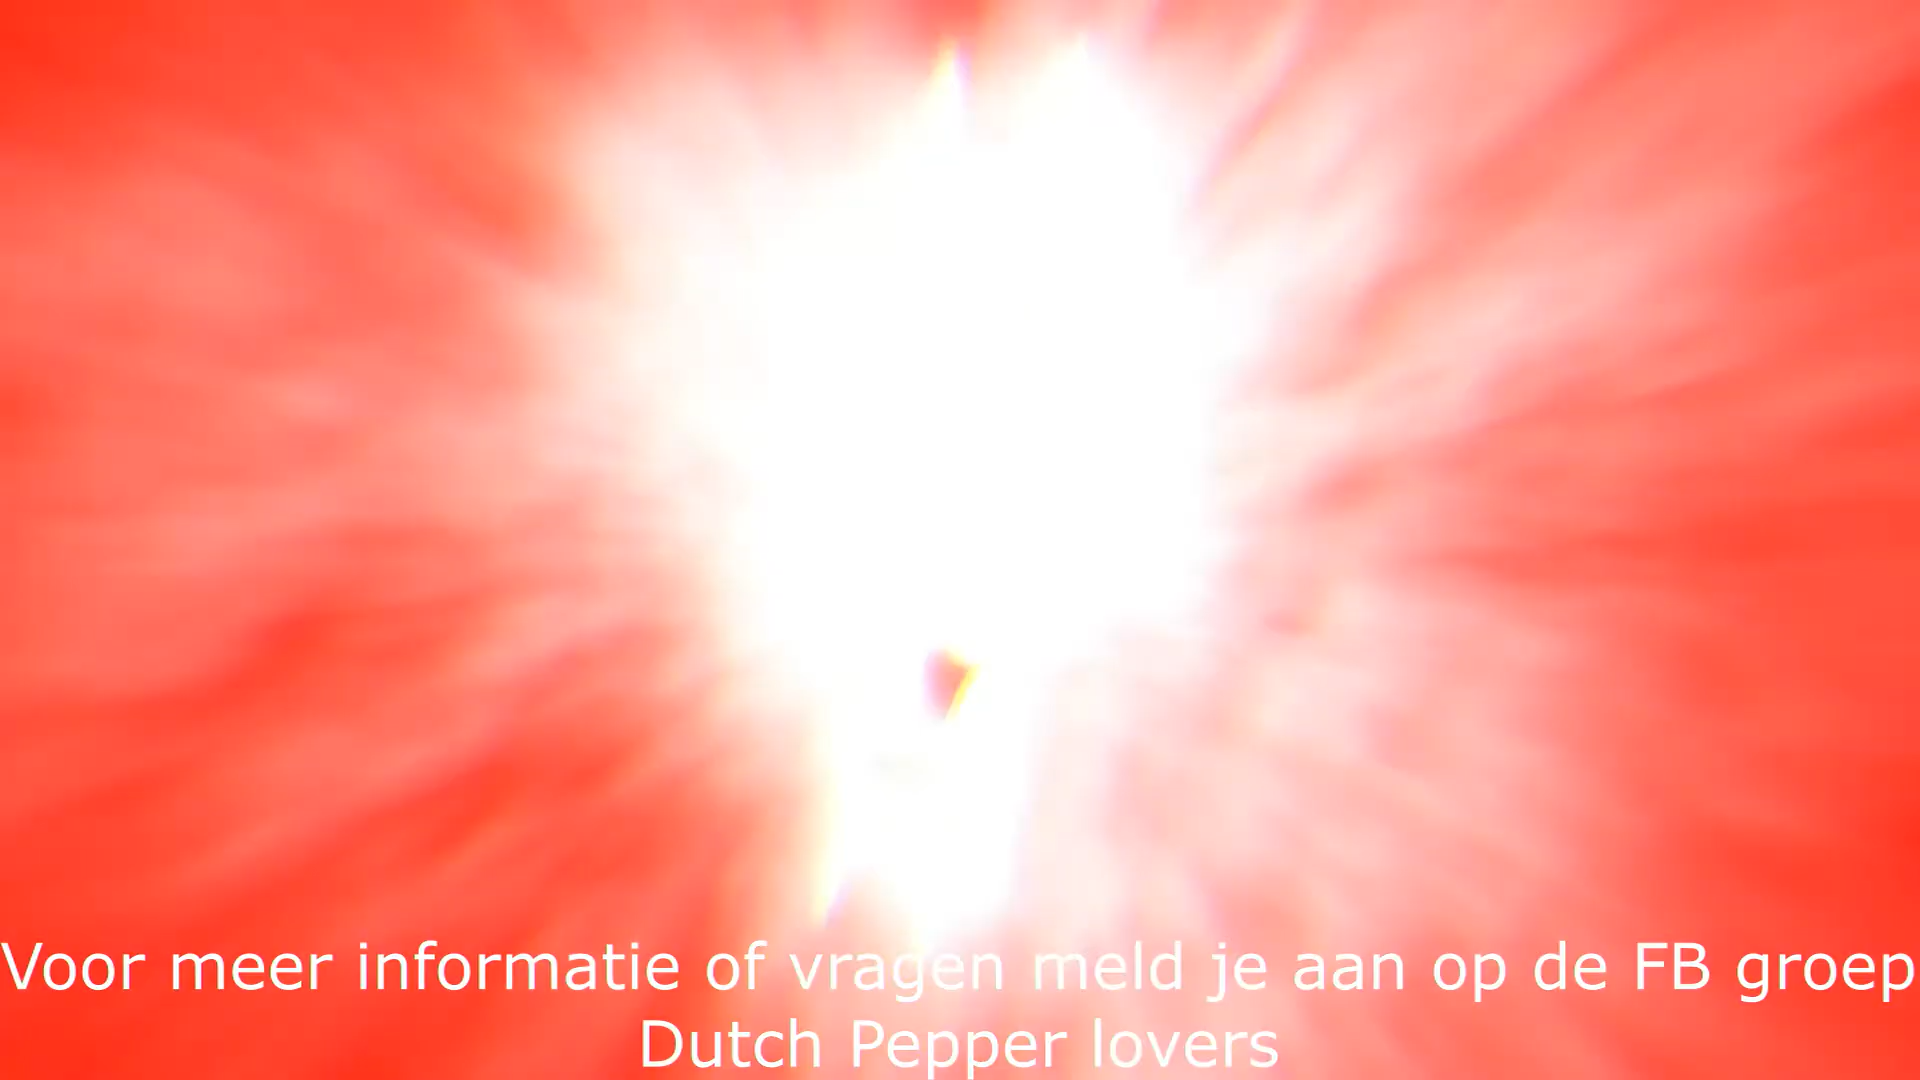 Voor meer informatie of vragen meld je aan op de FB groep
Dutch Pepper lovers